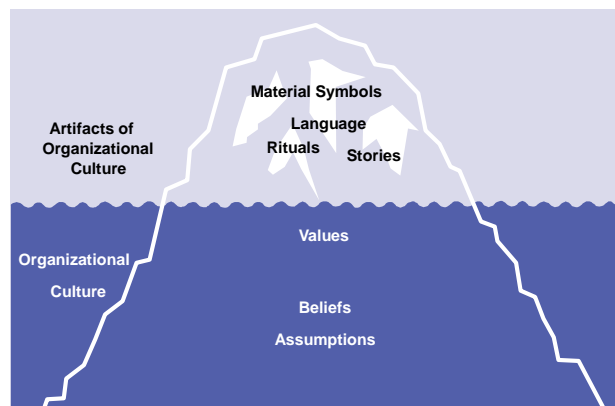 Material Symbols
Language
Rituals
Stories
Artifacts of
Organizational
Culture
Values
Organizational
Culture
Beliefs
Assumptions